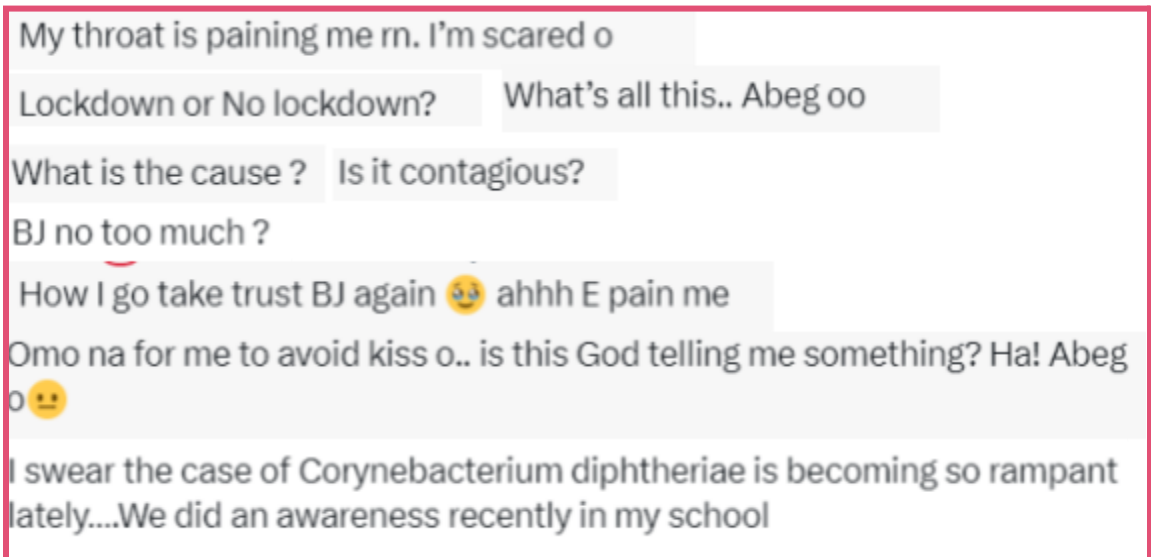 My throat is paining me rn. I’m scared o
Lockdown or No lockdown?
What’s all this.. Abeg oo
What is the cause ?
Is it contagious?
BJ no too much ?
How I go take trust BJ again 🥹 ahhh E pain me
Omo na for me to avoid kiss o.. is this God telling me something? Ha! Abeg
o😐
I swear the case of Corynebacterium diphtheriae is becoming so rampant
lately....We did an awareness recently in my school